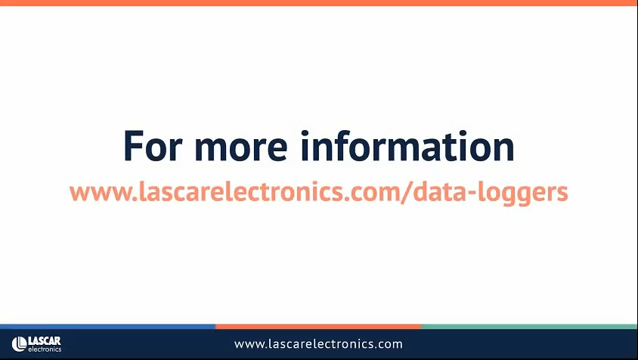 For more information
www.lascarelectronics.com/data-loggers
LASCAR
electronics
www.lascarelectronics.com